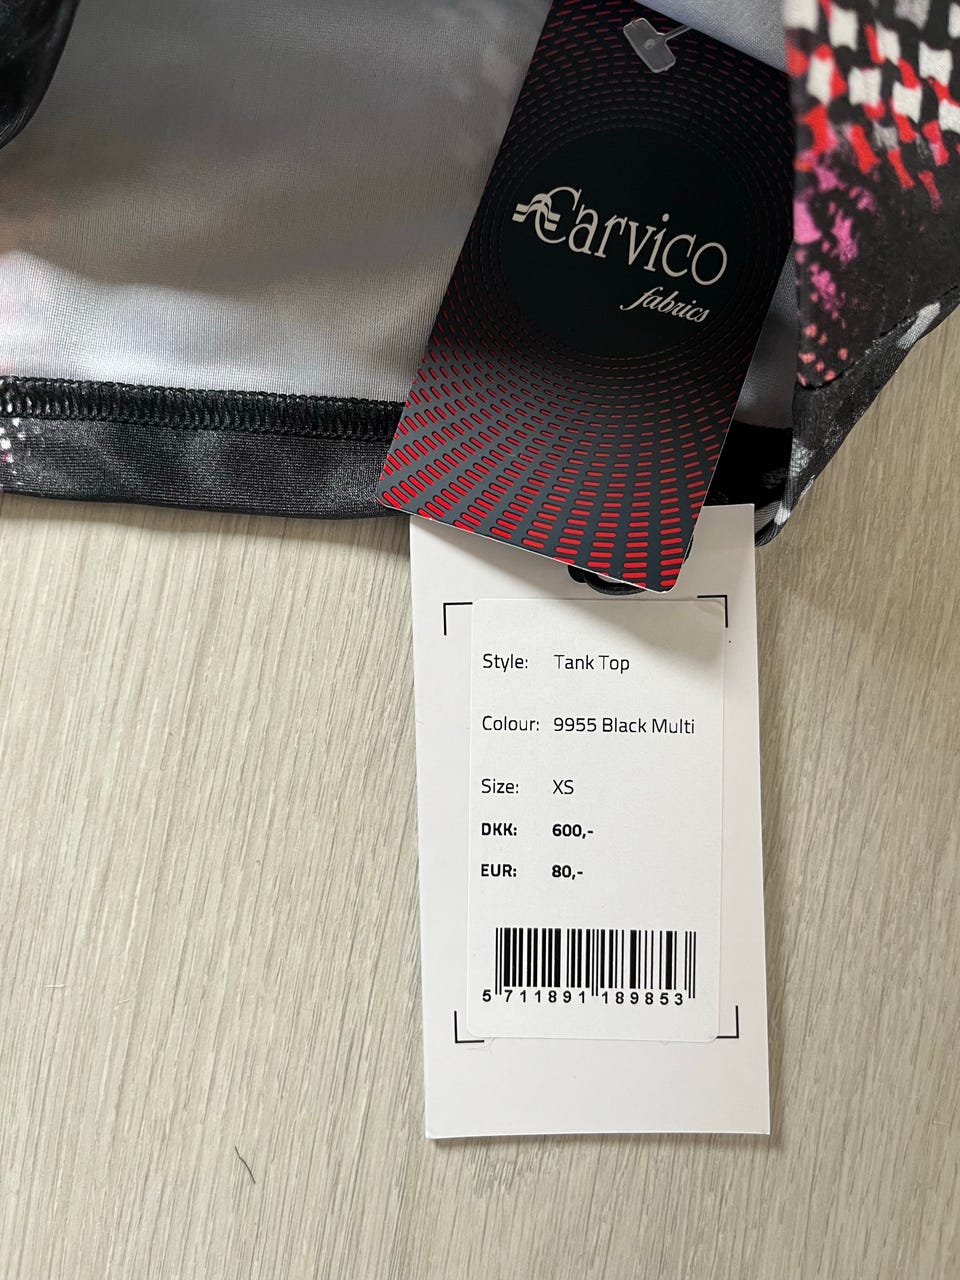 Carvico
fabrics
Style: Tank Top
Colour: 9955 Black Multi
Size: XS
DKK: 600,-
EUR: 80,-
5 711891 189853